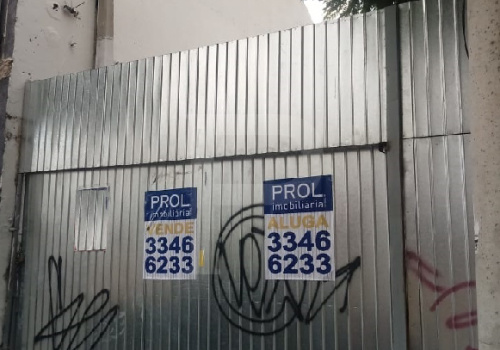 PROL
imobiliária
VENDE
3346
6233
PROL
imobiliária
ALUGA
3346
6233